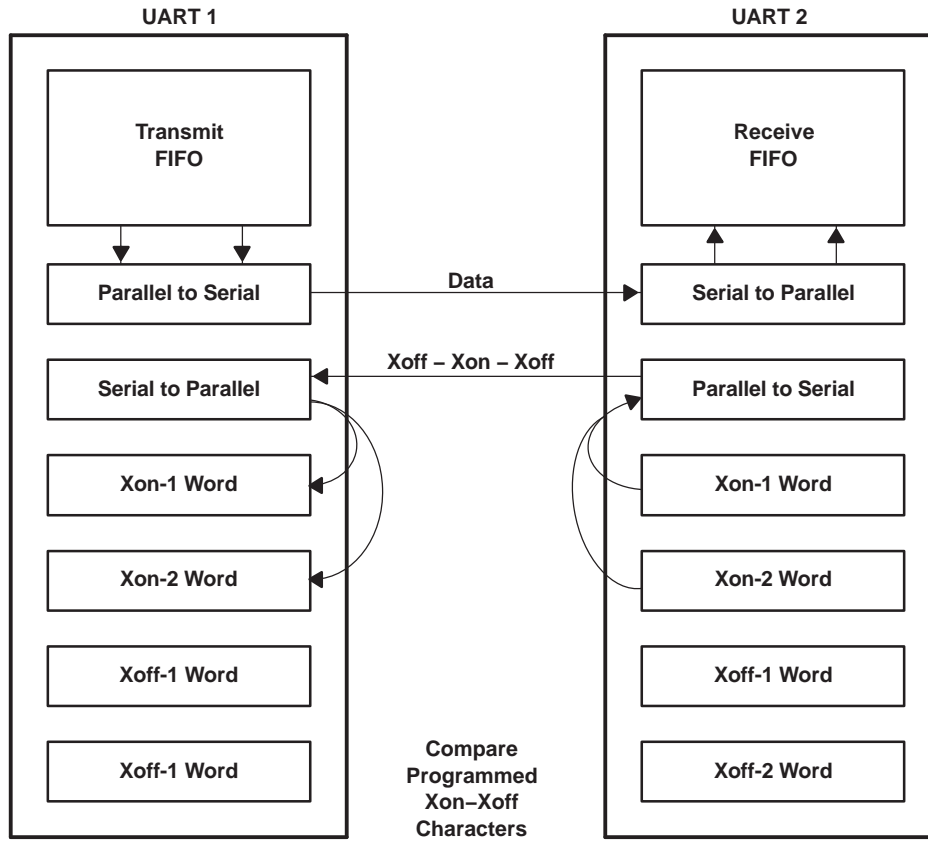 UART 1
UART 2
Transmit
FIFO
Receive
FIFO
Parallel to Serial
Data
Serial to Parallel
Xoff – Xon – Xoff
Serial to Parallel
Parallel to Serial
Xon-1 Word
Xon-1 Word
Xon-2 Word
Xon-2 Word
Xoff-1 Word
Xoff-1 Word
Xoff-1 Word
Xoff-2 Word
Compare
Programmed
Xon–Xoff
Characters